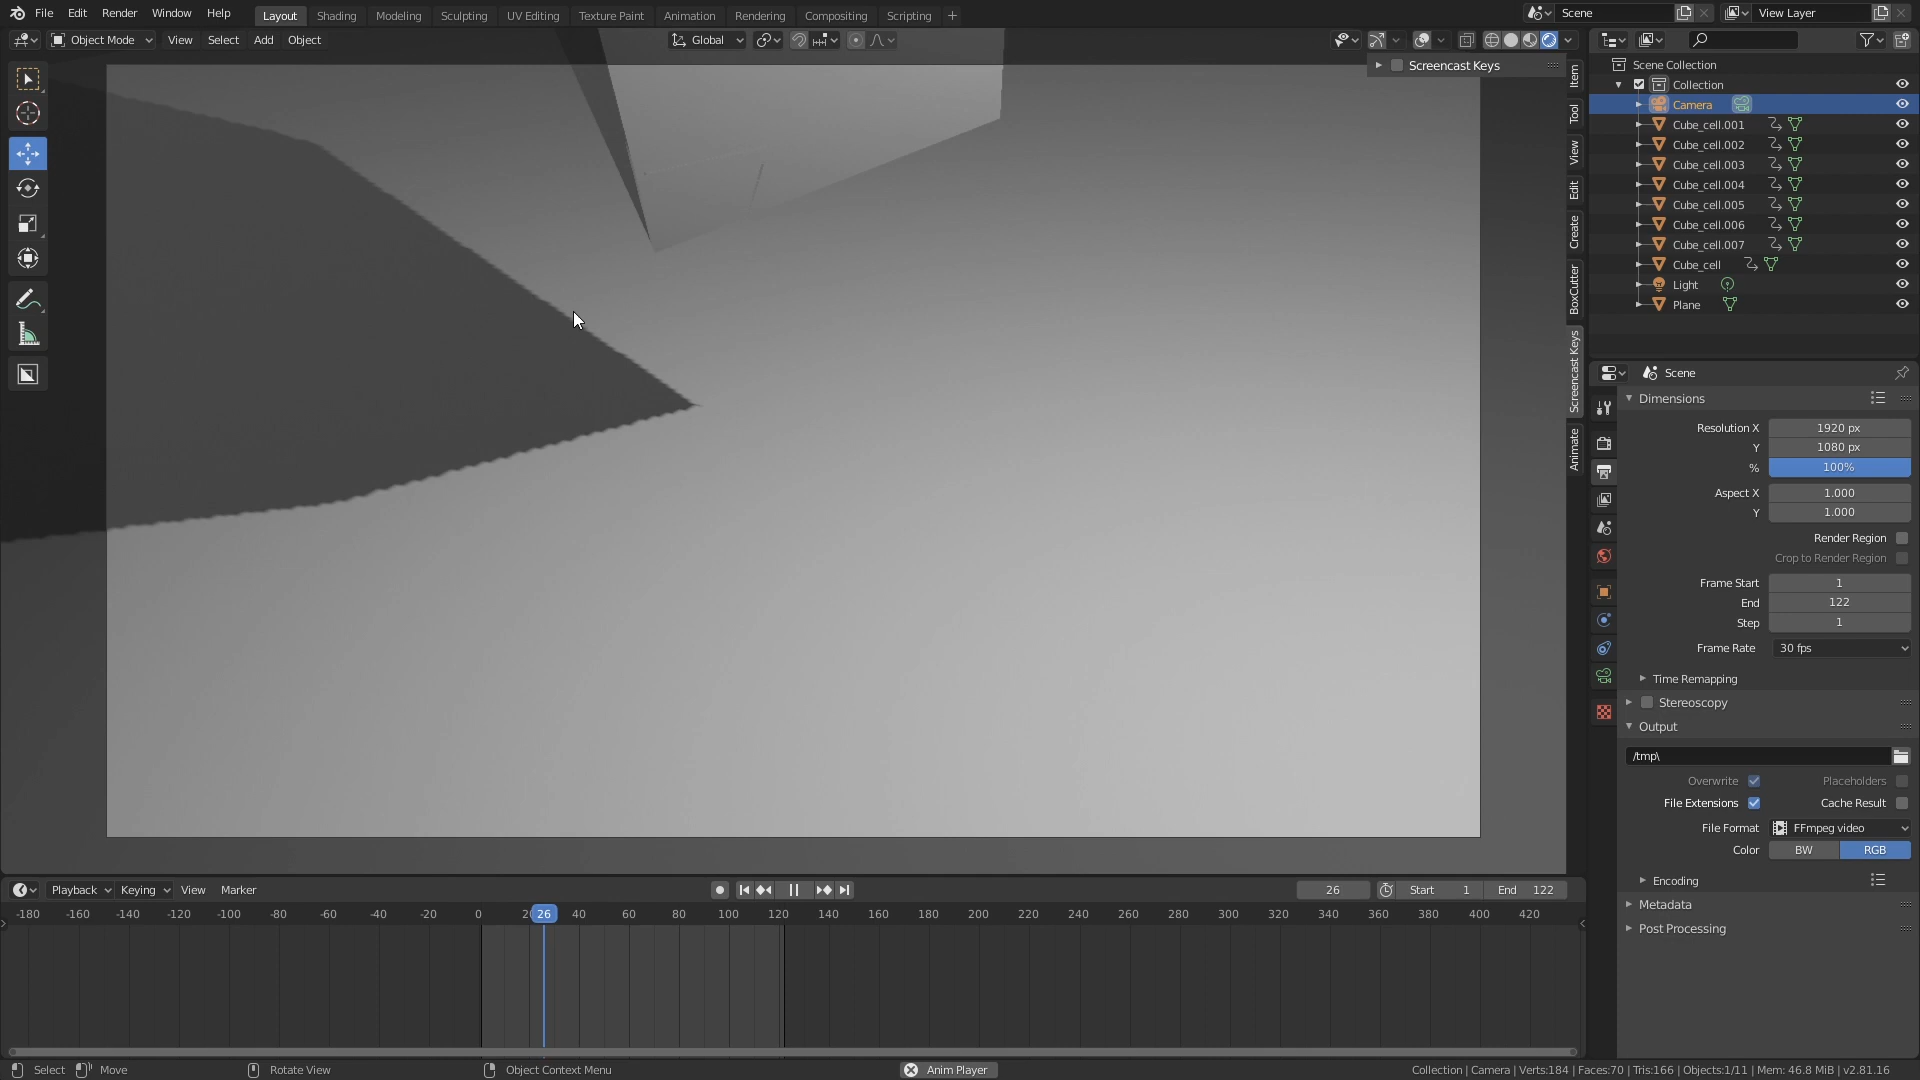 File Edit Render Window Help Layout Shading Modeling Sculpting UV Editing Texture Paint Animation Rendering Compositing Scripting + Scene View Layer
Object Mode View Select Add Object Global
Screencast Keys
Item
Tool
View
Edit
Create
BoxCutter
Screencast Keys
Animate
Scene Collection
Collection
Camera
Cube_cell.001
Cube_cell.002
Cube_cell.003
Cube_cell.004
Cube_cell.005
Cube_cell.006
Cube_cell.007
Cube_cell
Light
Plane
Scene
Dimensions
Resolution X 1920 px
Y 1080 px
% 100%
Aspect X 1.000
Y 1.000
Render Region
Crop to Render Region
Frame Start 1
End 122
Step 1
Frame Rate 30 fps
Time Remapping
Stereoscopy
Output
/tmp\
Overwrite Placeholders
File Extensions Cache Result
File Format FFmpeg video
Color BW RGB
Encoding
Metadata
Post Processing
Playback Keying View Marker 26 Start 1 End 122
-180 -160 -140 -120 -100 -80 -60 -40 -20 0 2 26 40 60 80 100 120 140 160 180 200 220 240 260 280 300 320 340 360 380 400 420
Select Move Rotate View Object Context Menu Anim Player Collection | Camera | Verts:184 | Faces:70 | Tris:166 | Objects:1/11 | Mem: 46.8 MiB | v2.81.16